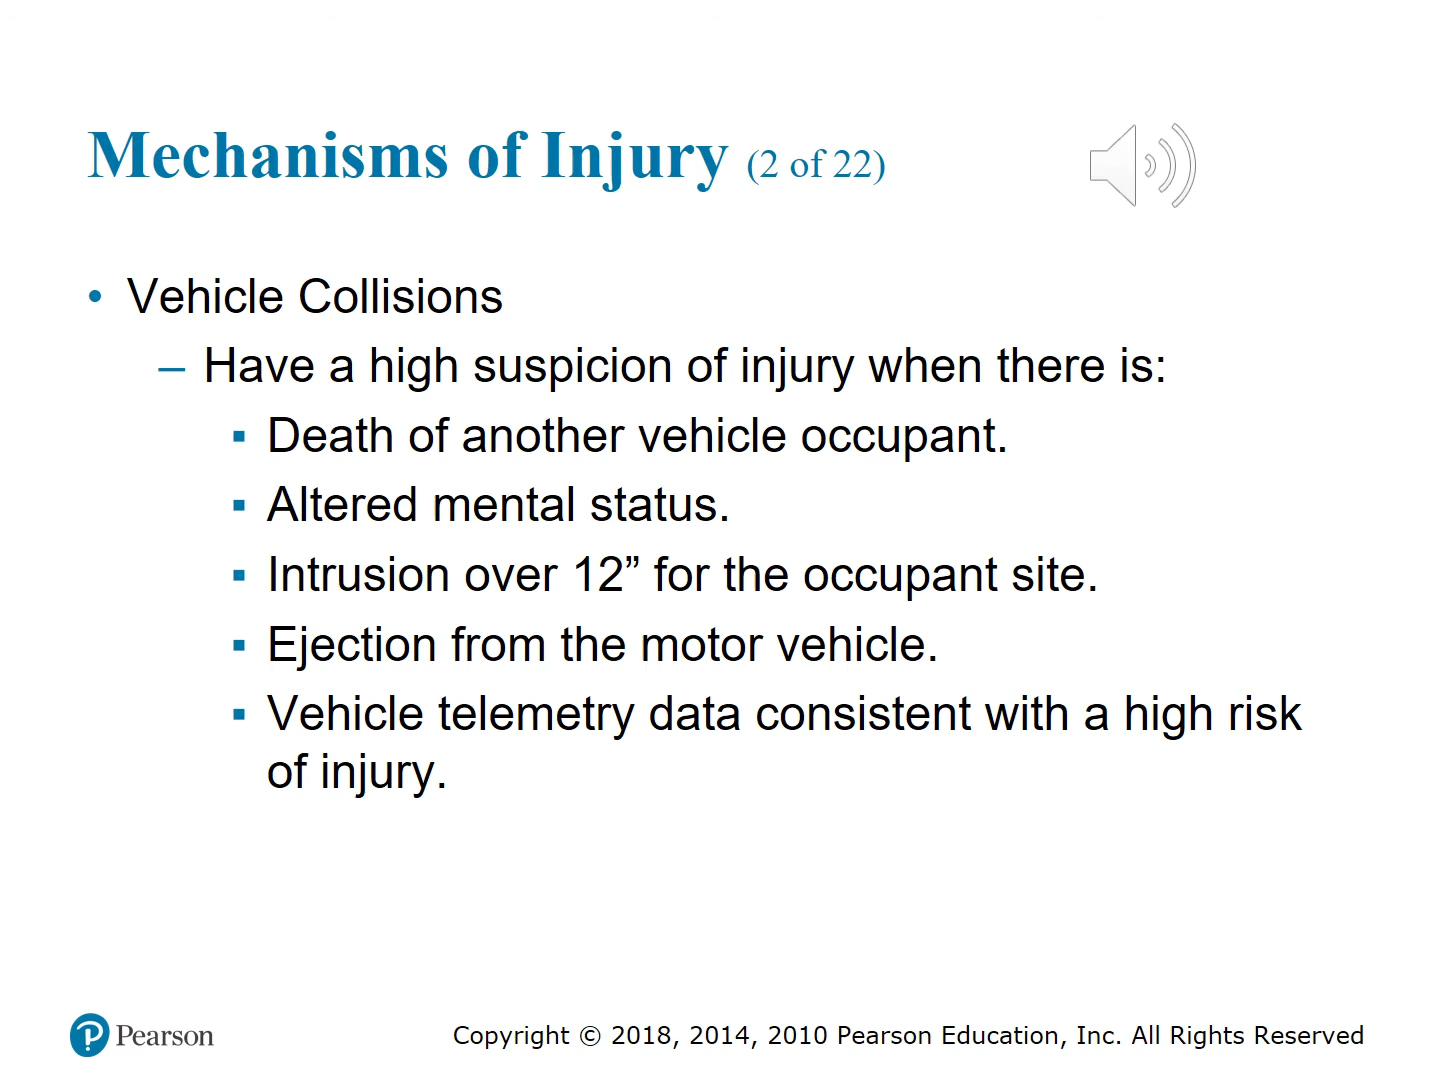 Mechanisms of Injury (2 of 22)
• Vehicle Collisions
– Have a high suspicion of injury when there is:
▪ Death of another vehicle occupant.
▪ Altered mental status.
▪ Intrusion over 12” for the occupant site.
▪ Ejection from the motor vehicle.
▪ Vehicle telemetry data consistent with a high risk
of injury.
Pearson
Copyright © 2018, 2014, 2010 Pearson Education, Inc. All Rights Reserved